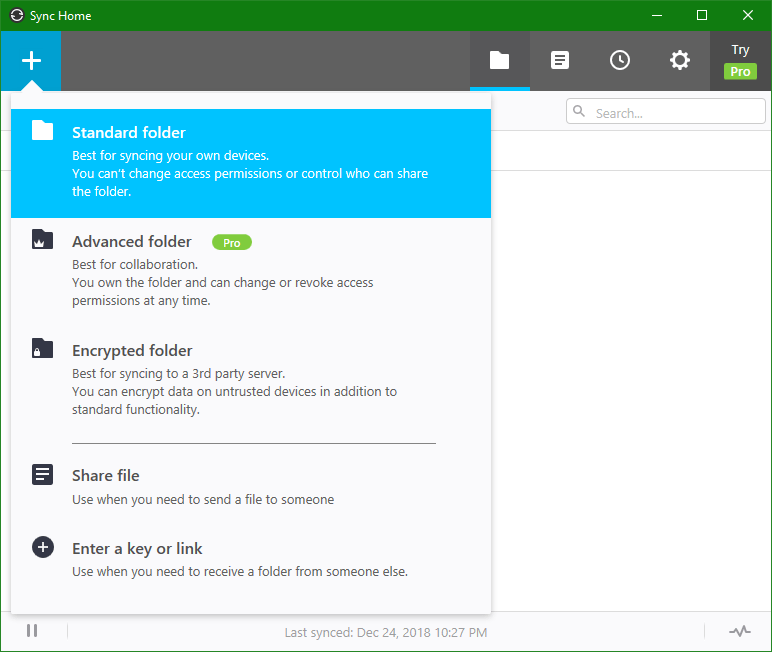 Sync Home
Try
Pro
Search...
Standard folder
Best for syncing your own devices.
You can't change access permissions or control who can share
the folder.
Advanced folder Pro
Best for collaboration.
You own the folder and can change or revoke access
permissions at any time.
Encrypted folder
Best for syncing to a 3rd party server.
You can encrypt data on untrusted devices in addition to
standard functionality.
Share file
Use when you need to send a file to someone
Enter a key or link
Use when you need to receive a folder from someone else.
Last synced: Dec 24, 2018 10:27 PM